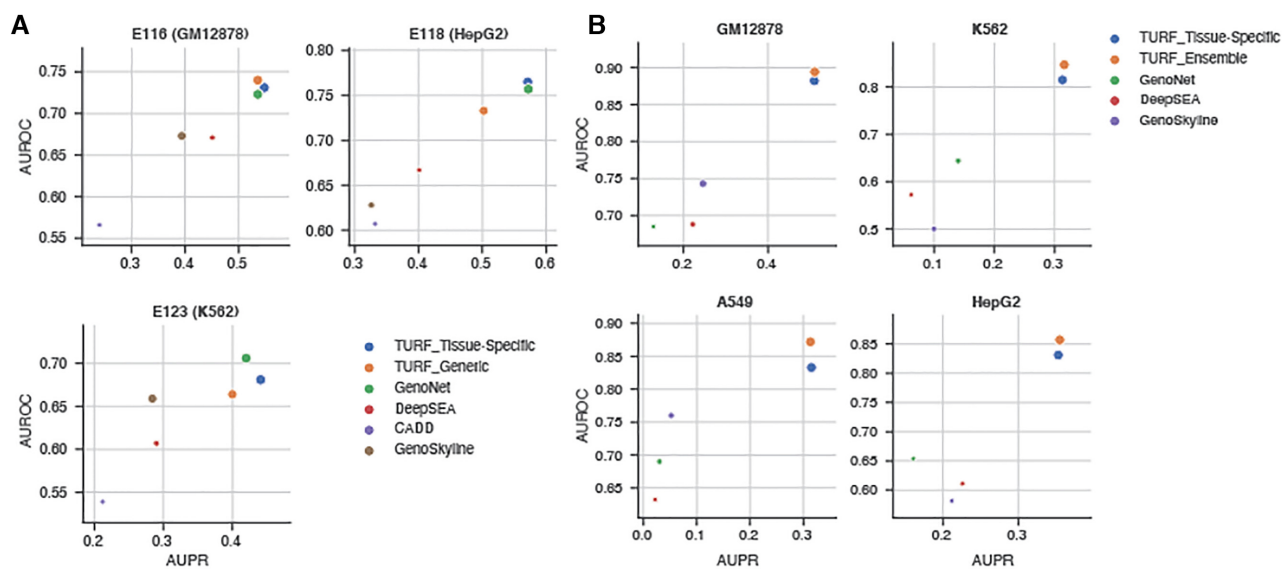 A
E116 (GM12878)
AUROC
0.75
0.70
0.65
0.60
0.55
0.3
0.4
0.5
E118 (HepG2)
0.80
0.75
0.70
0.65
0.60
0.3
0.4
0.5
0.6
E123 (K562)
AUROC
0.70
0.65
0.60
0.55
0.2
0.3
0.4
AUPR
TURF_Tissue-Specific
TURF_Genetic
GenoNet
DeepSEA
CADD
GenoSkyline
B
GM12878
AUROC
0.90
0.85
0.80
0.75
0.70
0.2
0.4
K562
0.8
0.7
0.6
0.5
0.1
0.2
0.3
TURF_Tissue-Specific
TURF_Ensemble
GenoNet
DeepSEA
GenoSkyline
A549
AUROC
0.90
0.85
0.80
0.75
0.70
0.65
0.0
0.1
0.2
0.3
AUPR
HepG2
0.85
0.80
0.75
0.70
0.65
0.60
0.2
0.3
AUPR